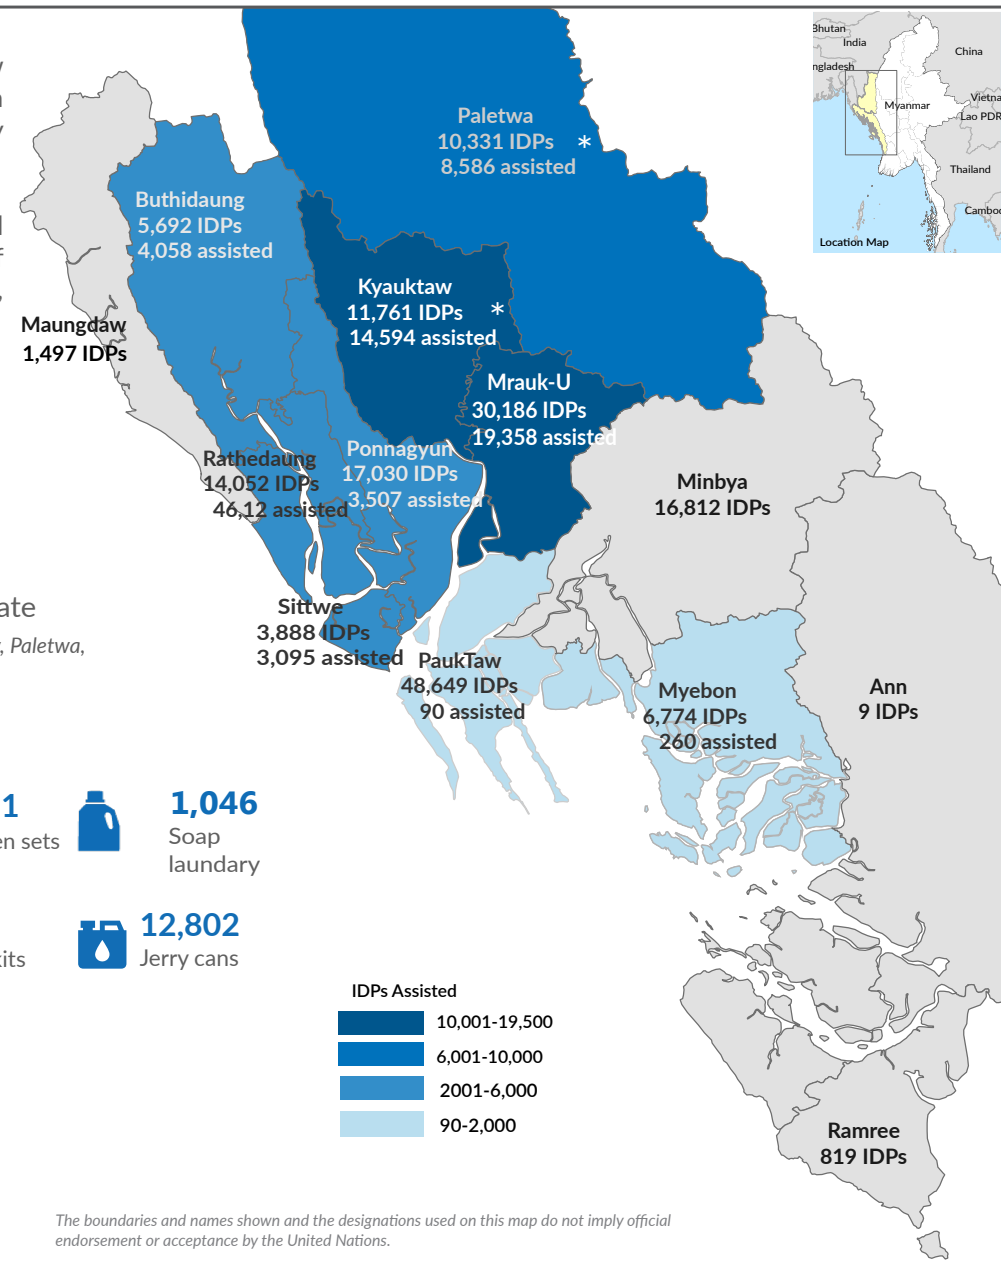 Bhutan
India
China
ngladesh
Myanmar
Vietna
Lao PDR
Thailand
Cambo
Location Map
Paletwa
10,331 IDPs *
8,586 assisted
Buthidaung
5,692 IDPs
4,058 assisted
Kyauktaw
11,761 IDPs *
14,594 assisted
Maungdaw
1,497 IDPs
Mrauk-U
30,186 IDPs
19,358 assisted
Ponnagyun
17,030 IDPs
3,507 assisted
Rathedaung
14,052 IDPs
46,12 assisted
Minbya
16,812 IDPs
Sittwe
3,888 IDPs
3,095 assisted
ate
, Paletwa,
PaukTaw
48,649 IDPs
90 assisted
Myebon
6,774 IDPs
260 assisted
Ann
9 IDPs
1
en sets
1,046
Soap
laundary
12,802
Jerry cans
kits
IDPs Assisted
10,001-19,500
6,001-10,000
2001-6,000
90-2,000
Ramree
819 IDPs
The boundaries and names shown and the designations used on this map do not imply official
endorsement or acceptance by the United Nations.